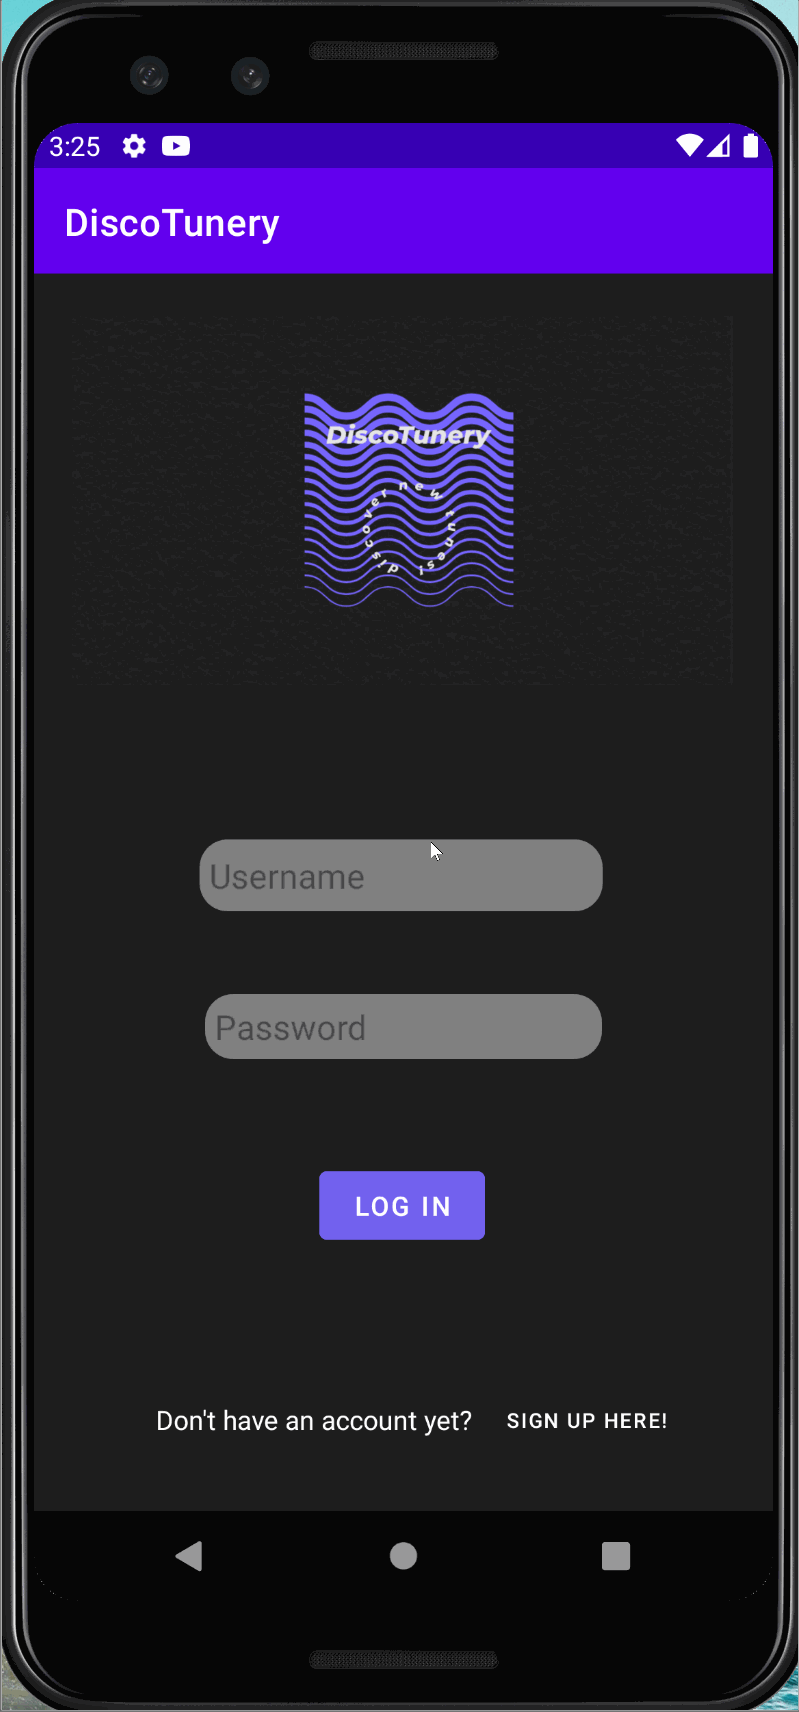 3:25
DiscoTunery
DiscoTunery
discover new tunes!
Username
Password
LOG IN
Don't have an account yet? SIGN UP HERE!